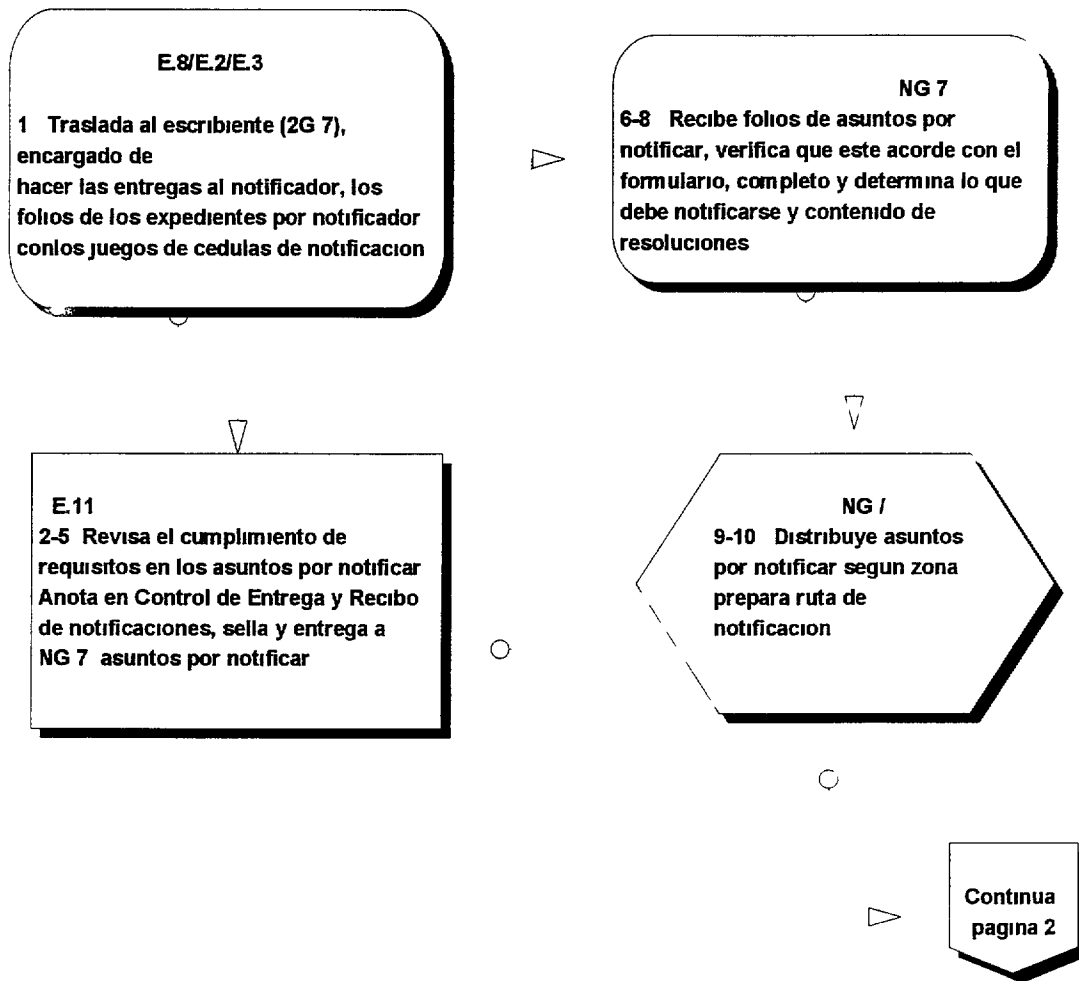 E.8/E.2/E.3
1 Traslada al escribiente (2G 7),
encargado de
hacer las entregas al notificador, los
folios de los expedientes por notificador
conlos juegos de cedulas de notificacion
E.11
2-5 Revisa el cumplimiento de
requisitos en los asuntos por notificar
Anota en Control de Entrega y Recibo
de notificaciones, sella y entrega a
NG 7 asuntos por notificar
NG 7
6-8 Recibe folios de asuntos por
notificar, verifica que este acorde con el
formulario, completo y determina lo que
debe notificarse y contenido de
resoluciones
NG /
9-10 Distribuye asuntos
por notificar segun zona
prepara ruta de
notificacion
Continua
pagina 2